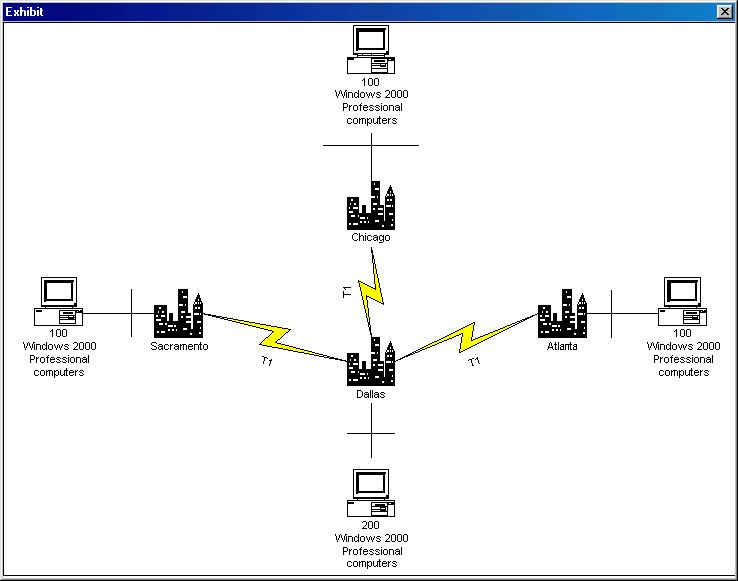 Exhibit
100
Windows 2000
Professional
computers
Chicago
T1
100
Windows 2000
Professional
computers
Sacramento
T1
Dallas
T1
Atlanta
100
Windows 2000
Professional
computers
200
Windows 2000
Professional
computers